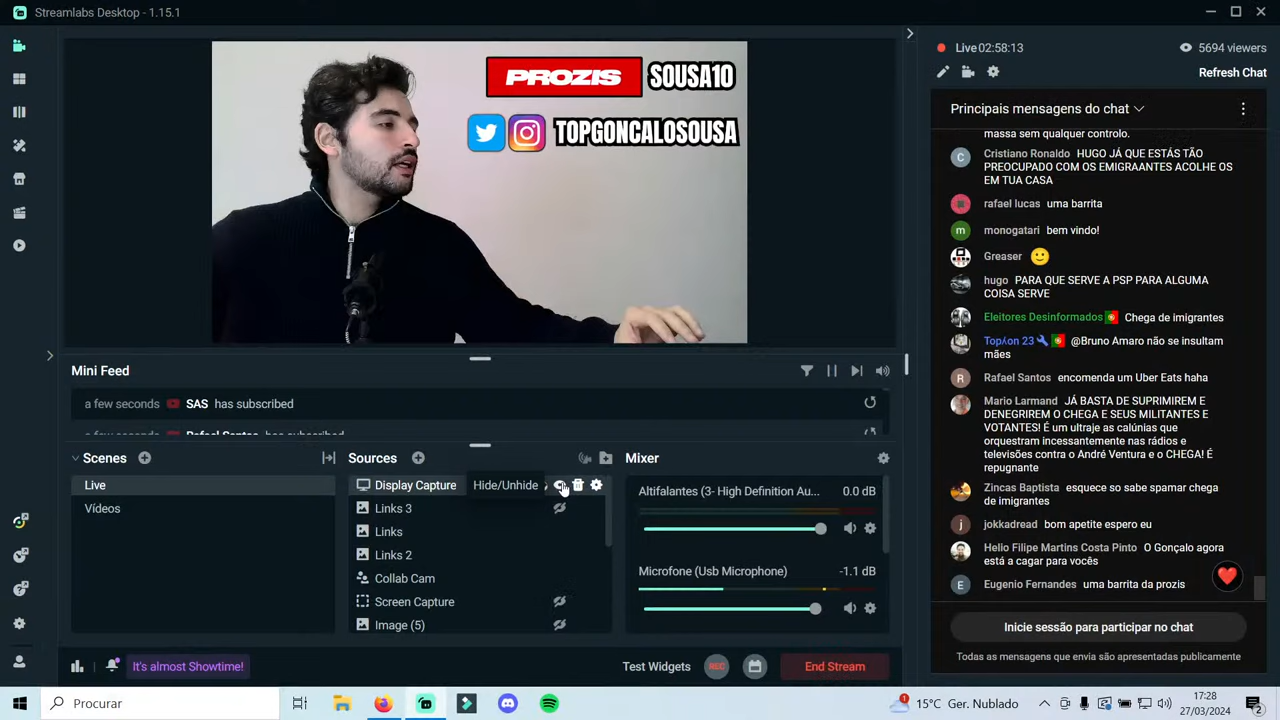 Streamlabs Desktop - 1.15.1
PROZIS SOUSA10
TOPGONCALOSOUSA
Mini Feed
a few seconds SAS has subscribed
a few seconds Rafael Santos has subscribed
Scenes
Live
Vídeos
Sources
Display Capture
Hide/Unhide
Links 3
Links
Links 2
Collab Cam
Screen Capture
Image (5)
Mixer
Altifalantes (3- High Definition Au... 0.0 dB
Microfone (Usb Microphone) -1.1 dB
It's almost Showtime!
Test Widgets
REC
End Stream
Live 02:58:13 5694 viewers
Refresh Chat
Principais mensagens do chat
massa sem qualquer controlo.
Cristiano Ronaldo HUGO JÁ QUE ESTÁS TÃO
PREOCUPADO COM OS EMIGRAANTES ACOLHE OS
EM TUA CASA
rafael lucas uma barrita
monogatari bem vindo!
Greaser
hugo PARA QUE SERVE A PSP PARA ALGUMA
COISA SERVE
Eleitores Desinformados Chega de imigrantes
Topʎon 23 @Bruno Amaro não se insultam
mães
Rafael Santos encomenda um Uber Eats haha
Mario Larmand JÁ BASTA DE SUPRIMIREM E
DENEGRIREM O CHEGA E SEUS MILITANTES E
VOTANTES! É um ultraje as calúnias que
orquestram incessantemente nas rádios e
televisões contra o André Ventura e o CHEGA! É
repugnante
Zincas Baptista esquece so sabe spamar chega
de imigrantes
jokkadread bom apetite espero eu
Helio Filipe Martins Costa Pinto O Gonçalo agora
está a cagar para vocês
Eugenio Fernandes uma barrita da prozis
Inicie sessão para participar no chat
Todas as mensagens que envia são apresentadas publicamente
Procurar
15°C Ger. Nublado
17:28
27/03/2024
2